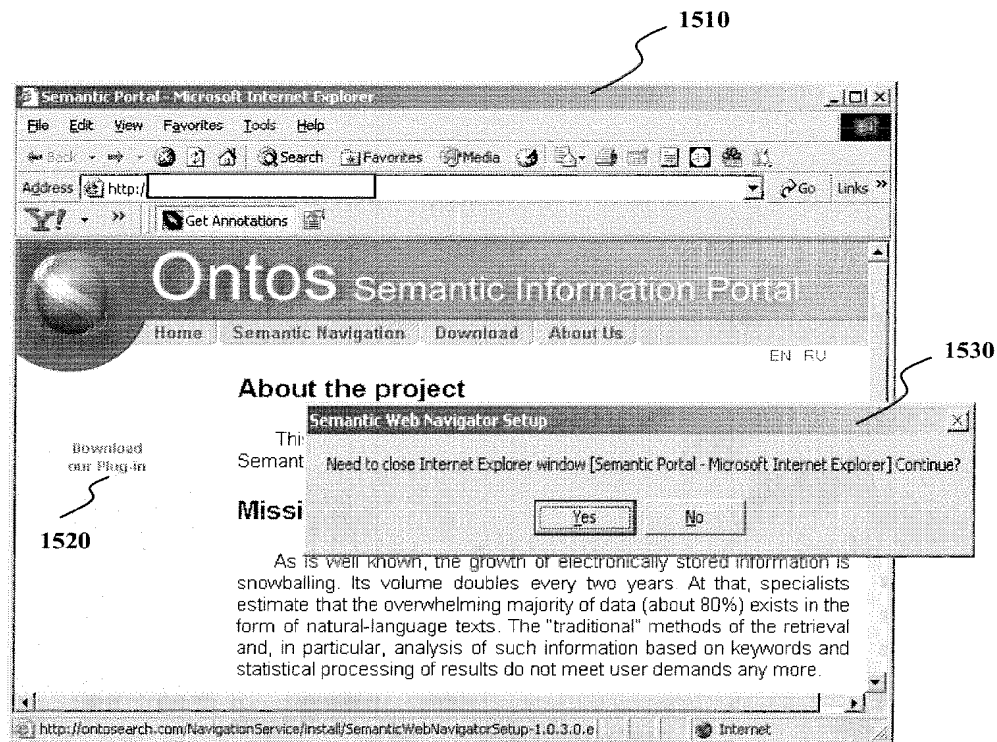 1510
Semantic Portal - Microsoft Internet Explorer
File Edit View Favorites Tools Help
Back Search Favorites Media
Address http:/ Go Links »
Y! » Get Annotations
Ontos Semantic Information Portal
Home Semantic Navigation Download About Us
EN RU
1530
About the project
Semantic Web Navigator Setup
Download
our Plug-in
Need to close Internet Explorer window [Semantic Portal - Microsoft Internet Explorer] Continue?
Yes No
1520
As is well known, the growth of electronically stored information is
snowballing. Its volume doubles every two years. At that, specialists
estimate that the overwhelming majority of data (about 80%) exists in the
form of natural-language texts. The "traditional" methods of the retrieval
and, in particular, analysis of such information based on keywords and
statistical processing of results do not meet user demands any more.
http://ontosearch.com/NavigationService/install/SemanticWebNavigatorSetup-1.0.3.0.e Internet